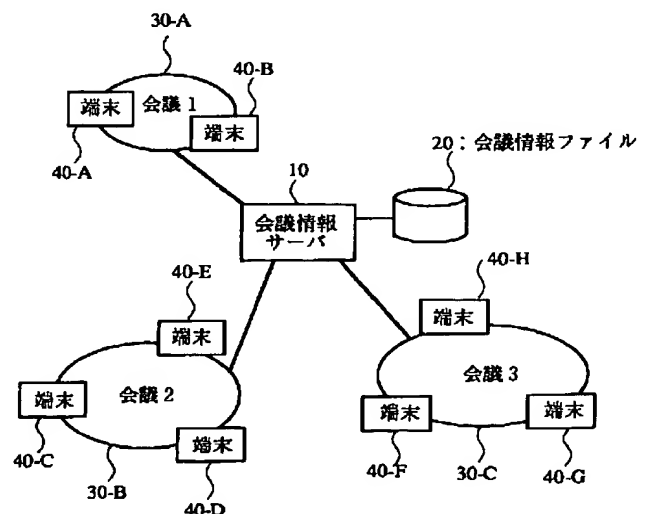 30-A
40-B
端末
会議 1
端末
40-A
20：会議情報ファイル
10
会議情報
サーバ
40-E
40-H
端末
端末
会議 2
会議 3
端末
端末
端末
端末
40-C
30-B
40-D
40-F
30-C
40-G